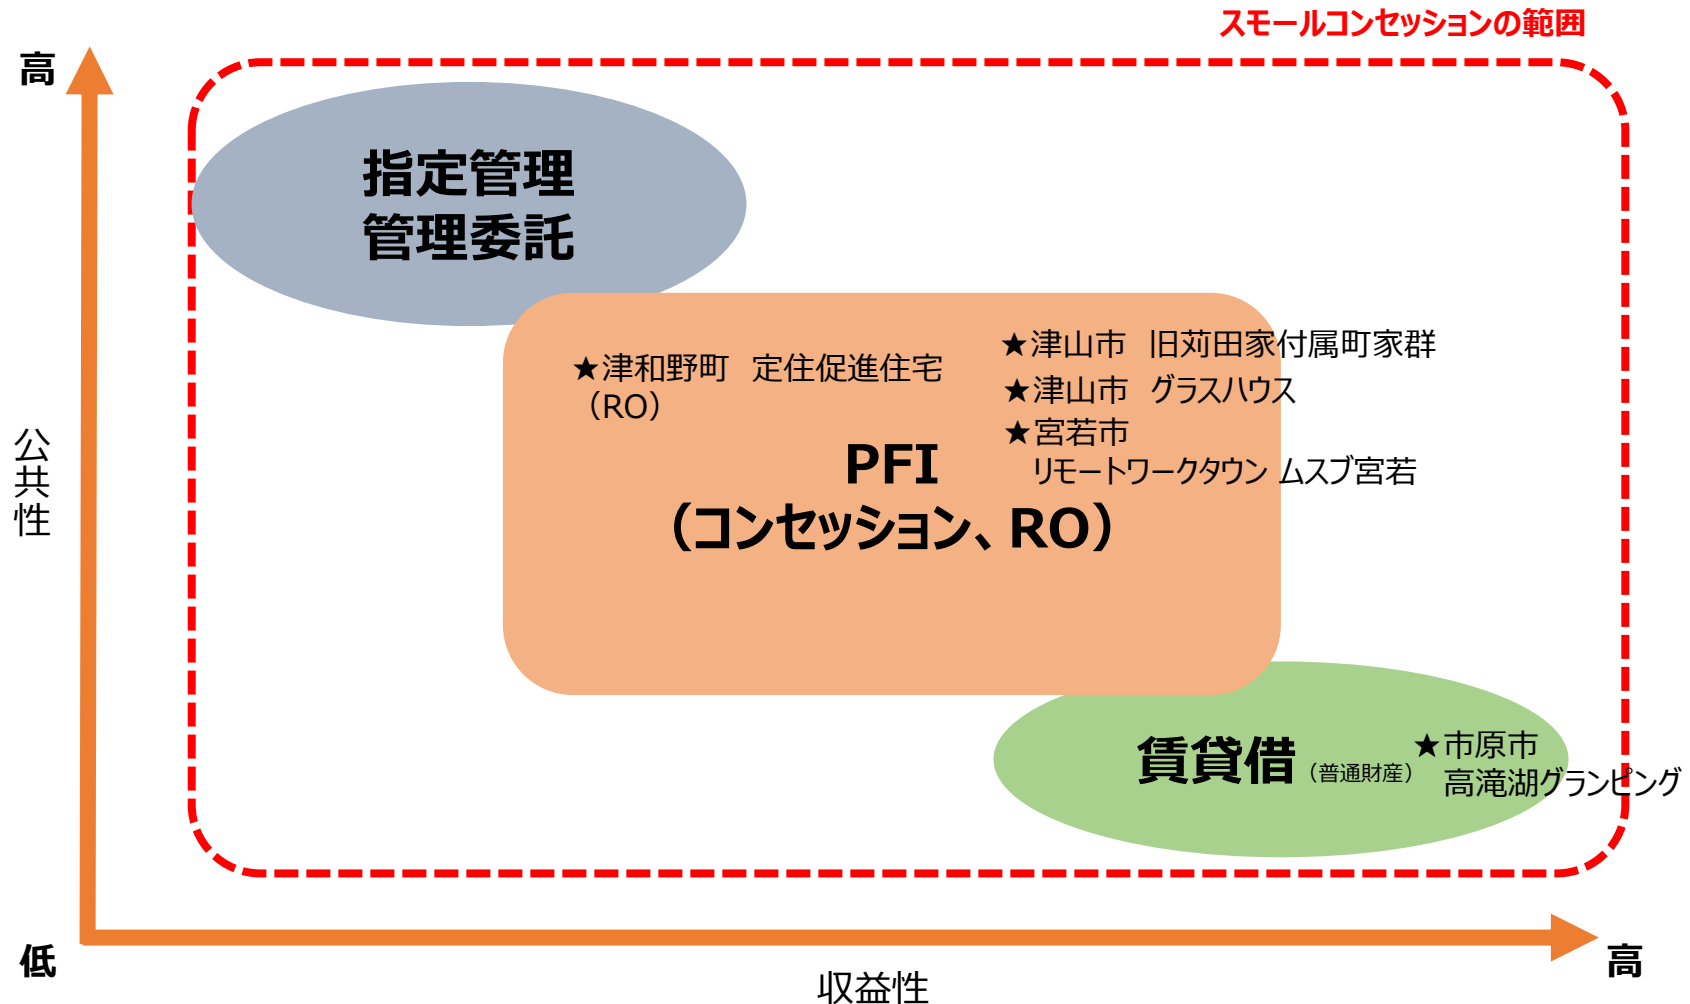 スモールコンセッションの範囲
高
指定管理
管理委託
★津山市　旧苅田家付属町家群
★津和野町　定住促進住宅
（RO）
★津山市　グラスハウス
★宮若市
リモートワークタウン ムスブ宮若
公共性
PFI
（コンセッション、RO）
賃貸借（普通財産）
★市原市
高滝湖グランピング
低
高
収益性